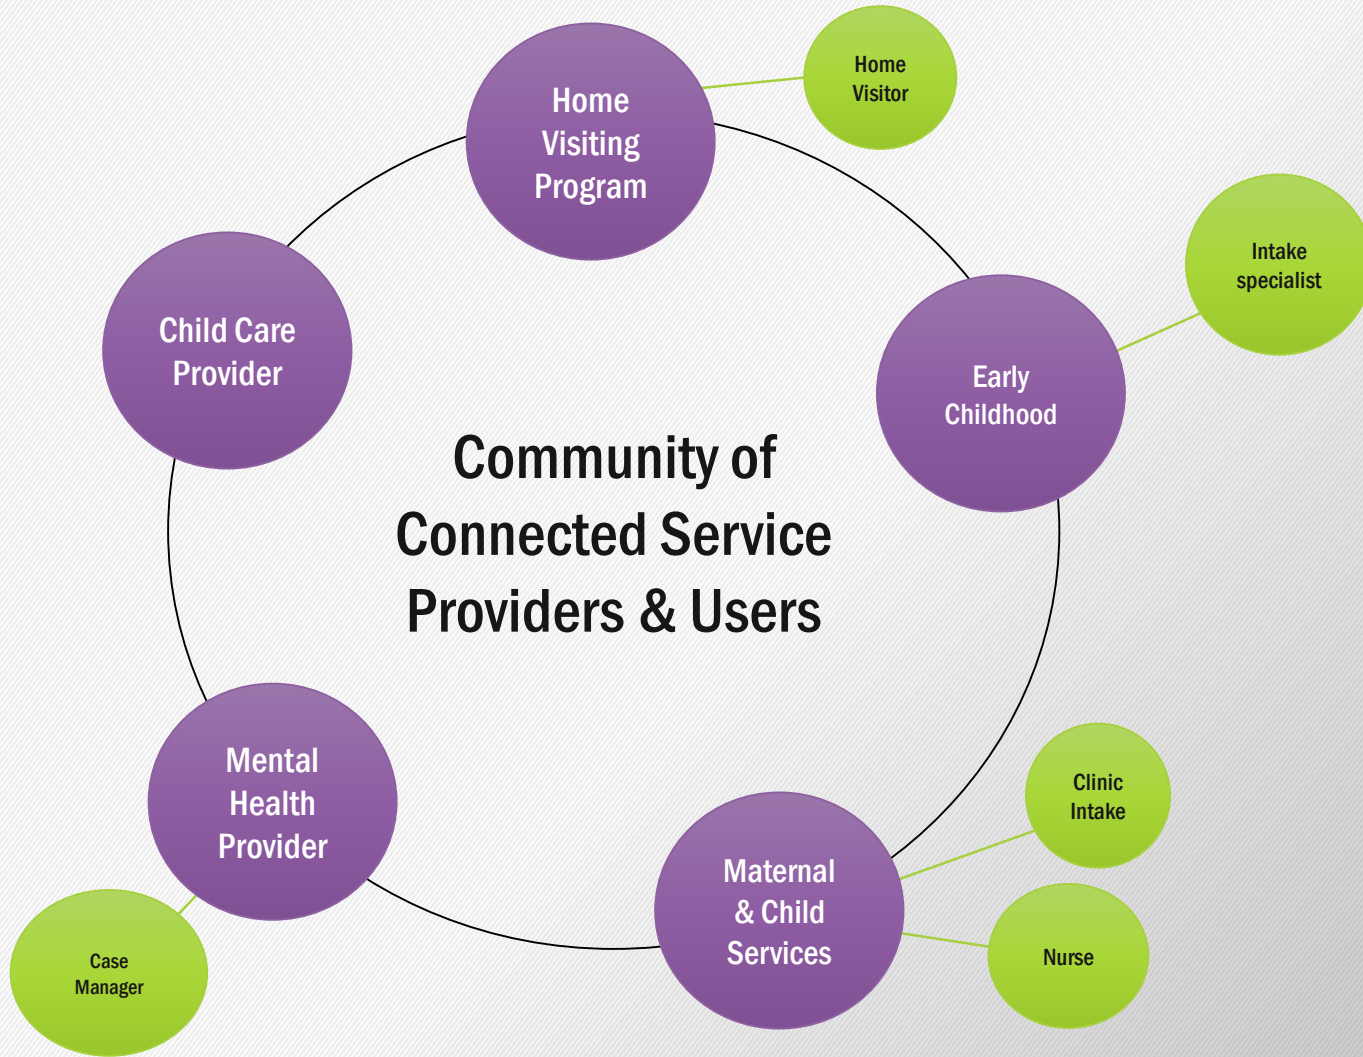 Home
Visiting
Program
Home
Visitor
Intake
specialist
Child Care
Provider
Early
Childhood
Community of
Connected Service
Providers & Users
Mental
Health
Provider
Case
Manager
Maternal
& Child
Services
Clinic
Intake
Nurse